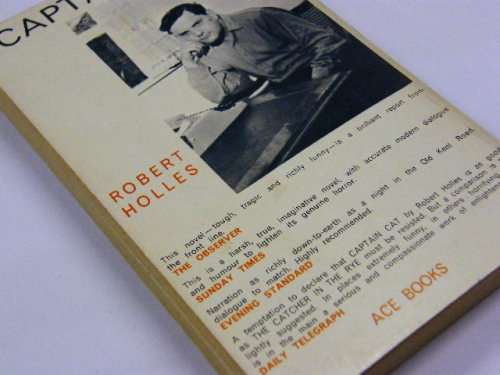 CAPTA
ROBERT
HOLLES
This novel—tough, tragic and richly funny—is a brilliant report from
the front line.
THE OBSERVER
This is a harsh, true, imaginative novel, with accurate modern dialogue
and humour to lighten its genuine horror.
SUNDAY TIMES
Narration as richly down-to-earth as a night in the Old Kent Road,
dialogue to match. Highly recommended.
EVENING STANDARD
A temptation to declare that CAPTAIN CAT by Robert Holles is as good
as THE CATCHER IN THE RYE must be resisted. But a comparison
lightly suggested. In places extremely funny, in others horrifying,
is in the main a serious and compassionate work of
DAILY TELEGRAPH
ACE BOOKS